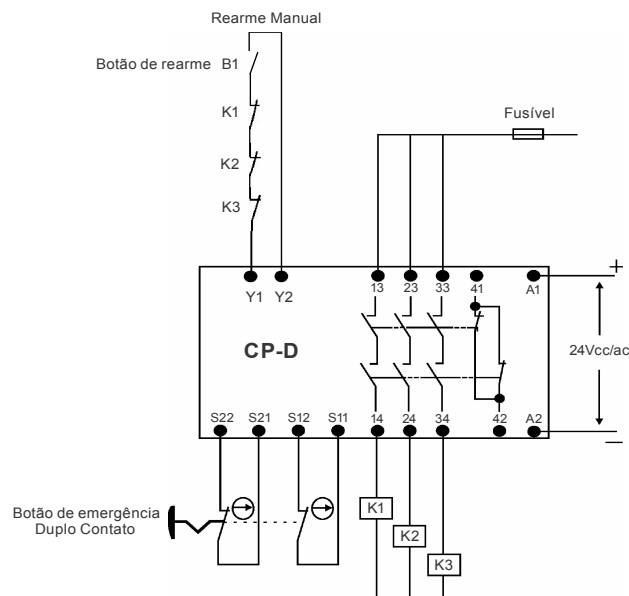 Rearme Manual
Botão de rearme B1
K1
K2
K3
Fusível
Y1 Y2
13 23 33 41 A1
+
CP-D
24Vcc/ac
S22 S21 S12 S11 14 24 34 42 A2
−
Botão de emergência
Duplo Contato
K1
K2
K3